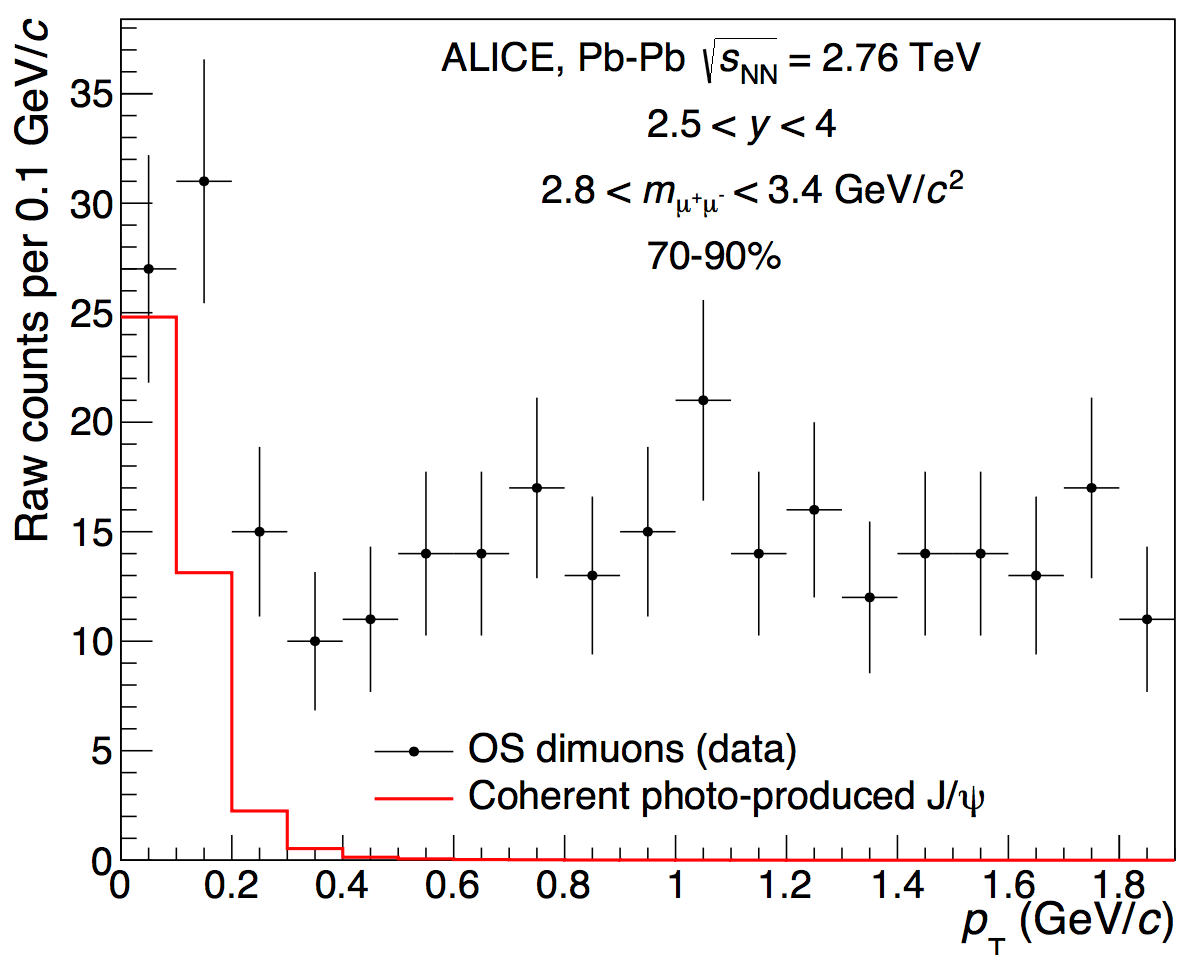 Raw counts per 0.1 GeV/c
ALICE, Pb-Pb √sNN = 2.76 TeV
2.5 < y < 4
2.8 < mμ+μ- < 3.4 GeV/c²
70-90%
35
30
25
20
15
10
5
0
OS dimuons (data)
Coherent photo-produced J/ψ
0 0.2 0.4 0.6 0.8 1 1.2 1.4 1.6 1.8
pT (GeV/c)